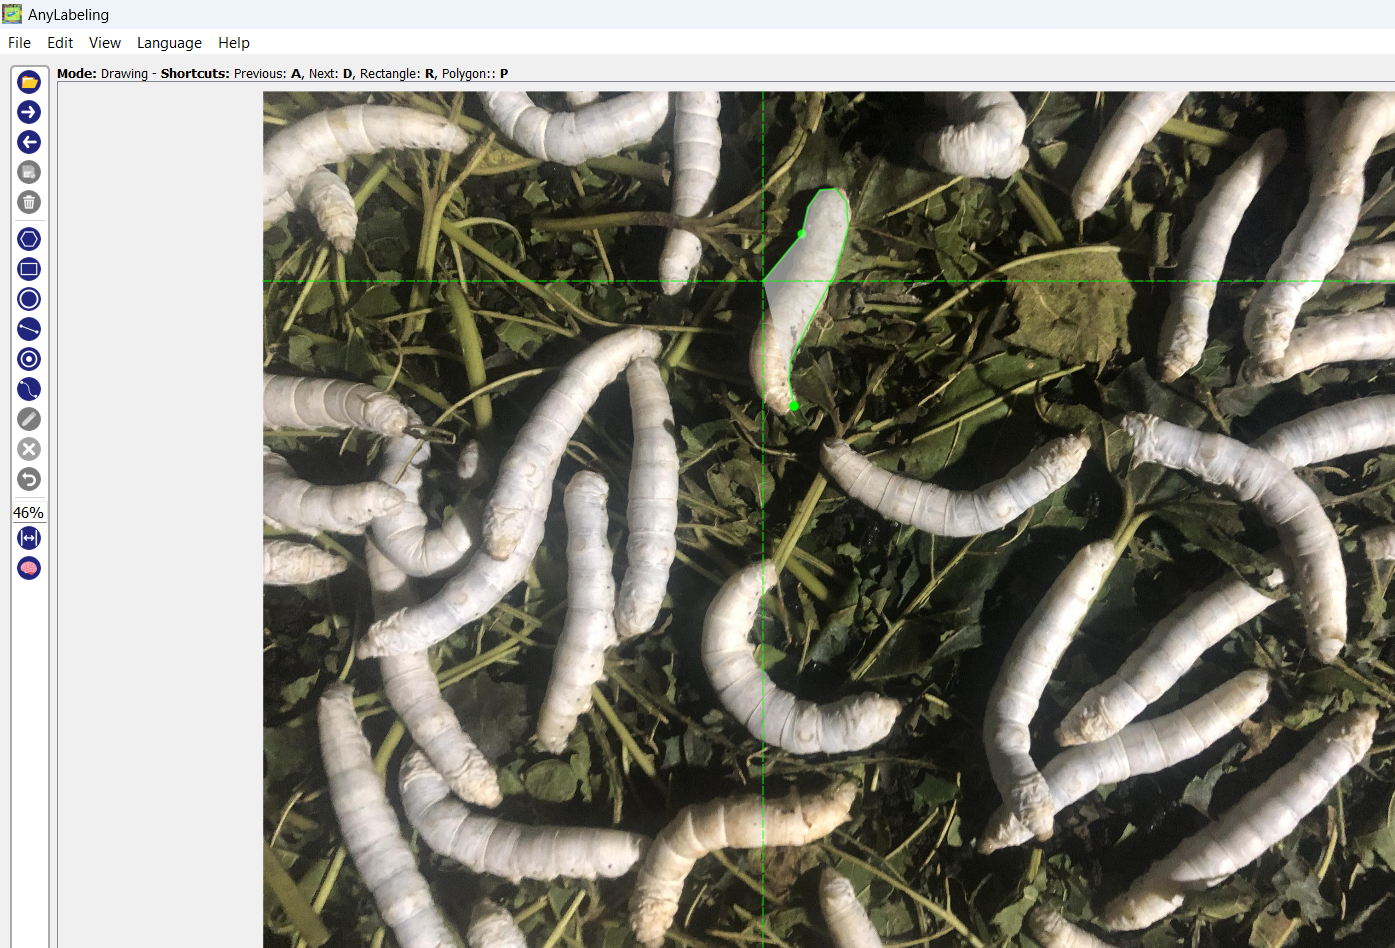 AnyLabeling
File Edit View Language Help
Mode: Drawing - Shortcuts: Previous: A, Next: D, Rectangle: R, Polygon:: P
46%